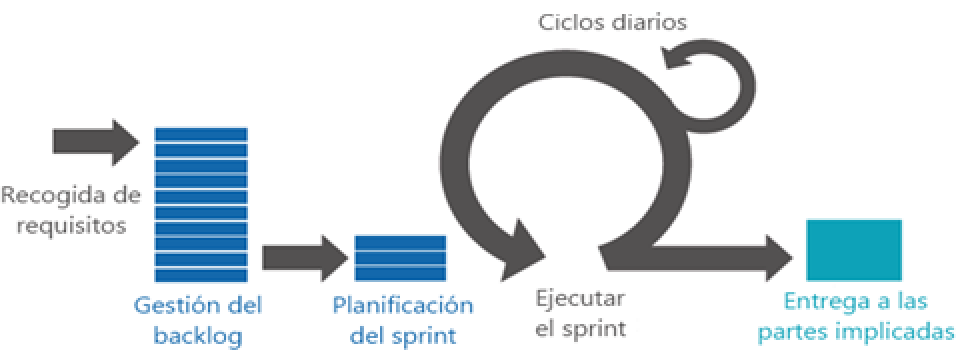 Ciclos diarios
Recogida de
requisitos
Gestión del
backlog
Planificación
del sprint
Ejecutar
el sprint
Entrega a las
partes implicadas